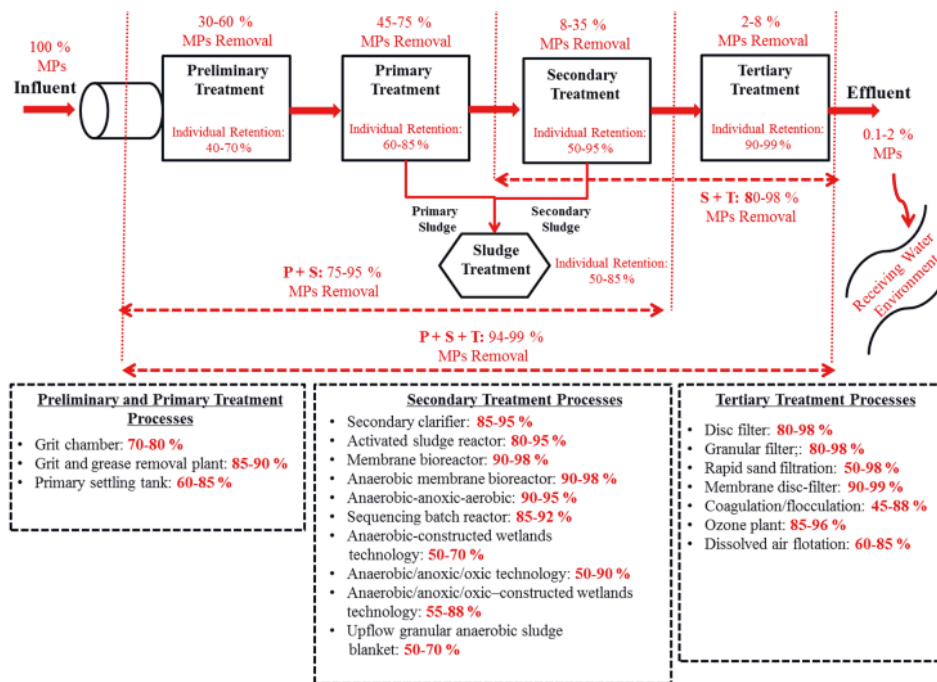 30-60 %
MPs Removal
45-75 %
MPs Removal
8-35 %
MPs Removal
2-8 %
MPs Removal
100 %
MPs
Influent
Preliminary
Treatment
Individual Retention:
40-70 %
Primary
Treatment
Individual Retention:
60-85 %
Secondary
Treatment
Individual Retention:
50-95 %
Tertiary
Treatment
Individual Retention:
90-99 %
Effluent
0.1-2 %
MPs
S + T: 80-98 %
MPs Removal
Primary
Sludge
Secondary
Sludge
Sludge
Treatment
Individual Retention:
50-85 %
Receiving Water
Environment
P + S: 75-95 %
MPs Removal
P + S + T: 94-99 %
MPs Removal
Preliminary and Primary Treatment
Processes
• Grit chamber: 70-80 %
• Grit and grease removal plant: 85-90 %
• Primary settling tank: 60-85 %
Secondary Treatment Processes
• Secondary clarifier: 85-95 %
• Activated sludge reactor: 80-95 %
• Membrane bioreactor: 90-98 %
• Anaerobic membrane bioreactor: 90-98 %
• Anaerobic-anoxic-aerobic: 90-95 %
• Sequencing batch reactor: 85-92 %
• Anaerobic-constructed wetlands
technology: 50-70 %
• Anaerobic/anoxic/oxic technology: 50-90 %
• Anaerobic/anoxic/oxic–constructed wetlands
technology: 55-88 %
• Upflow granular anaerobic sludge
blanket: 50-70 %
Tertiary Treatment Processes
• Disc filter: 80-98 %
• Granular filter;: 80-98 %
• Rapid sand filtration: 50-98 %
• Membrane disc-filter: 90-99 %
• Coagulation/flocculation: 45-88 %
• Ozone plant: 85-96 %
• Dissolved air flotation: 60-85 %